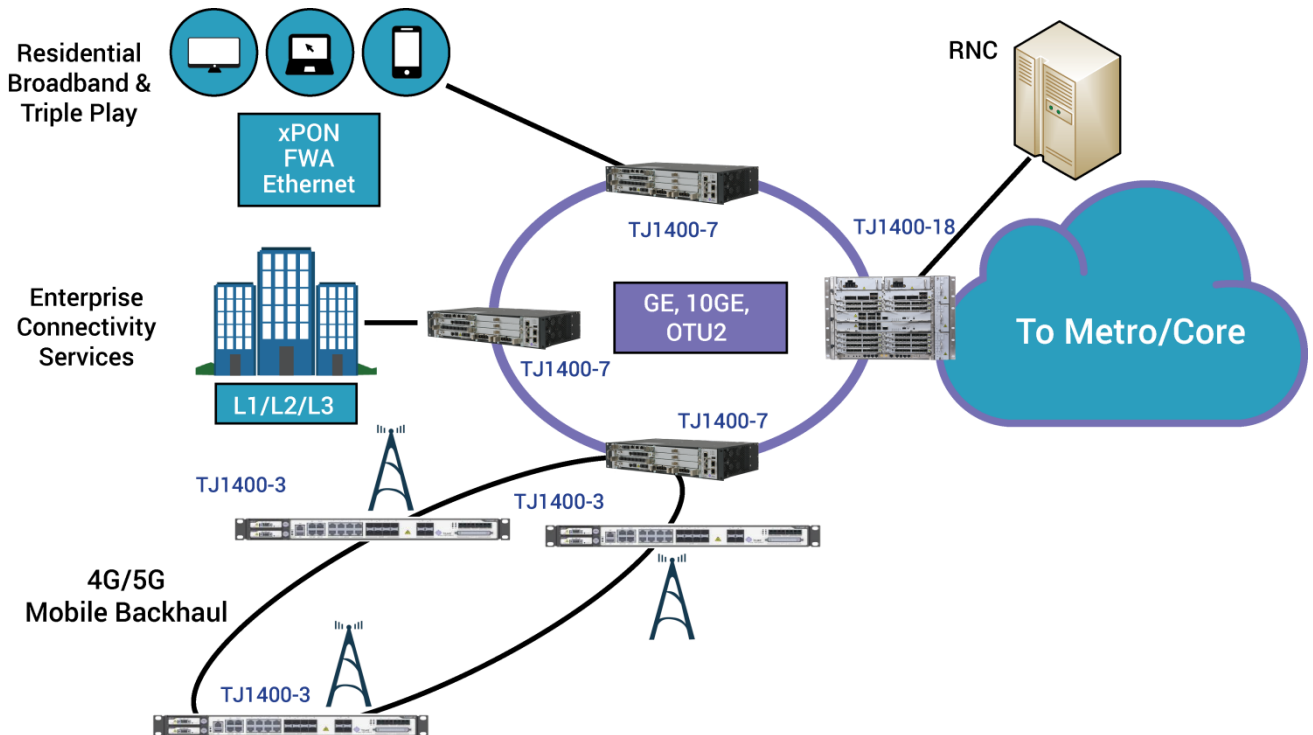 Residential
Broadband &
Triple Play
xPON
FWA
Ethernet
RNC
TJ1400-7
TJ1400-18
Enterprise
Connectivity
Services
L1/L2/L3
TJ1400-7
GE, 10GE,
OTU2
To Metro/Core
TJ1400-7
TJ1400-3
TJ1400-3
4G/5G
Mobile Backhaul
TJ1400-3